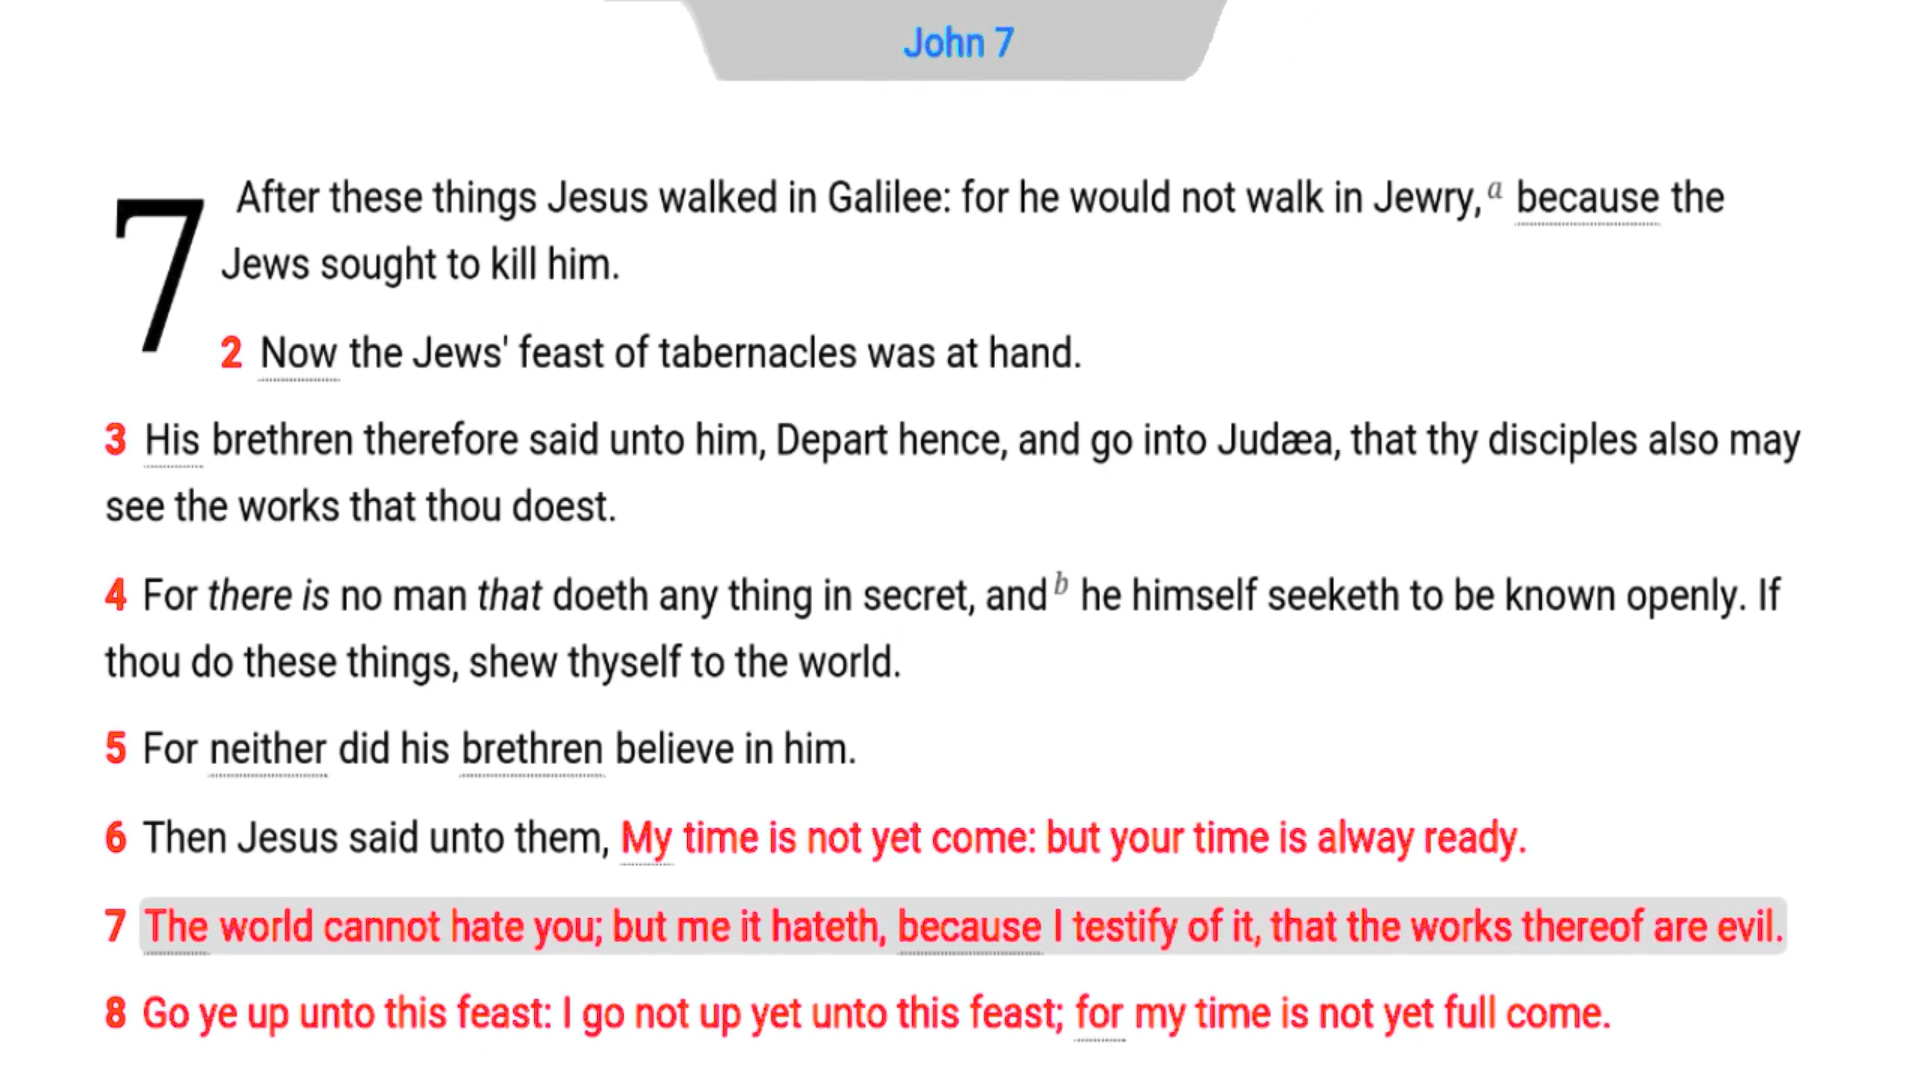 John 7
7 After these things Jesus walked in Galilee: for he would not walk in Jewry, a because the
Jews sought to kill him.
2 Now the Jews' feast of tabernacles was at hand.
3 His brethren therefore said unto him, Depart hence, and go into Judæa, that thy disciples also may
see the works that thou doest.
4 For there is no man that doeth any thing in secret, and b he himself seeketh to be known openly. If
thou do these things, shew thyself to the world.
5 For neither did his brethren believe in him.
6 Then Jesus said unto them, My time is not yet come: but your time is alway ready.
7 The world cannot hate you; but me it hateth, because I testify of it, that the works thereof are evil.
8 Go ye up unto this feast: I go not up yet unto this feast; for my time is not yet full come.